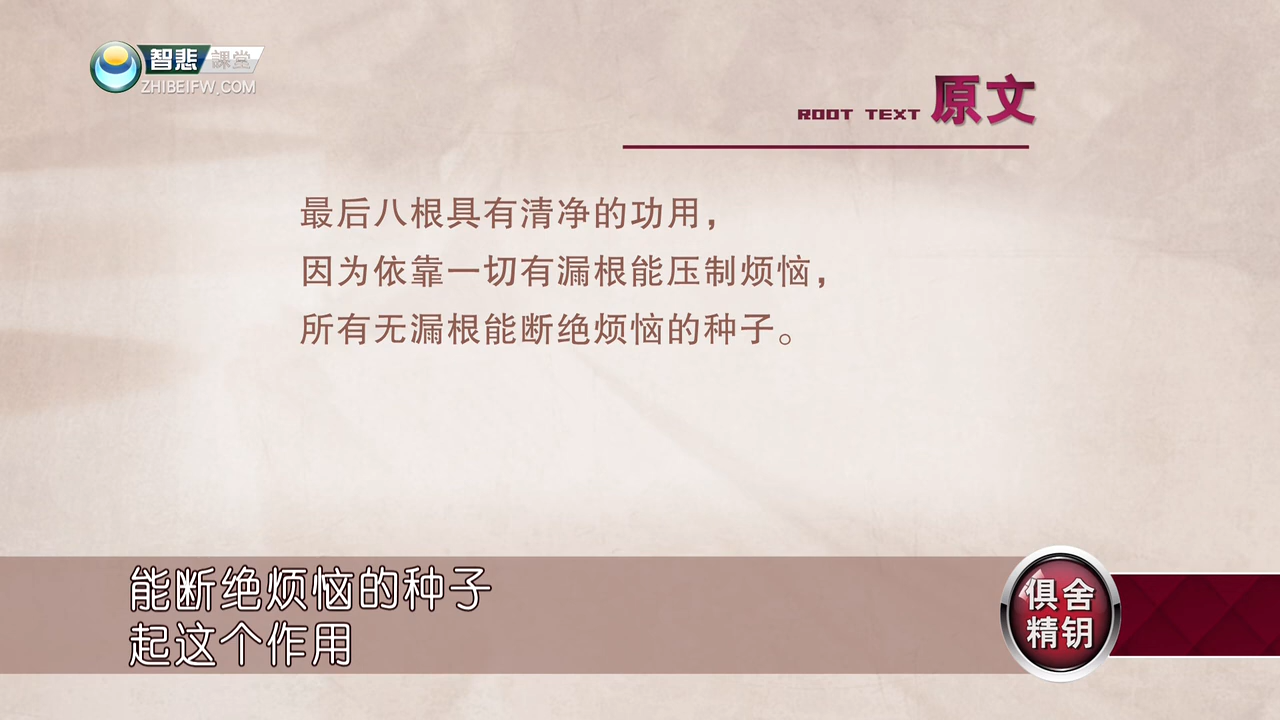 智悲課堂
ZHIBEIFW.COM
ROOT TEXT 原文
最后八根具有清净的功用，
因为依靠一切有漏根能压制烦恼，
所有无漏根能断绝烦恼的种子。
能断绝烦恼的种子
起这个作用
俱舍
精钥